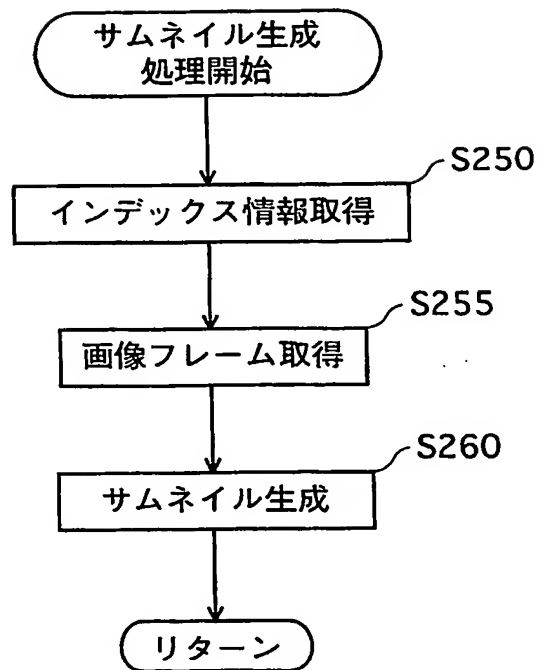 サムネイル生成
処理開始
S250
インデックス情報取得
S255
画像フレーム取得
S260
サムネイル生成
リターン